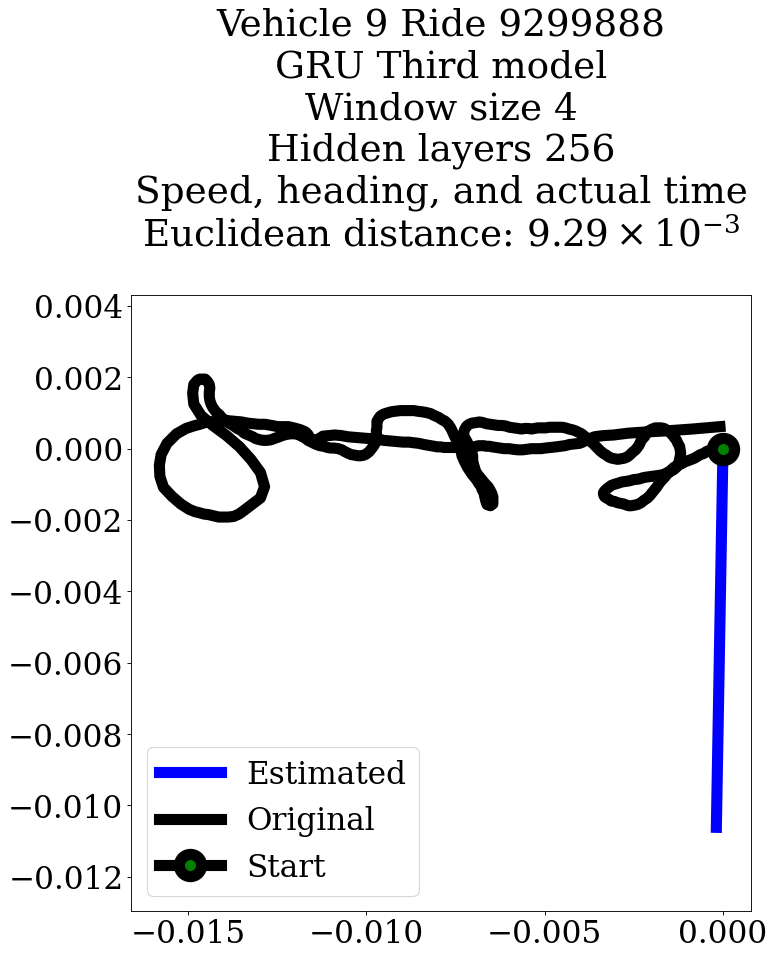 Vehicle 9 Ride 9299888
GRU Third model
Window size 4
Hidden layers 256
Speed, heading, and actual time
Euclidean distance: 9.29 × 10⁻³
0.004
0.002
0.000
−0.002
−0.004
−0.006
−0.008
−0.010
−0.012
Estimated
Original
Start
−0.015 −0.010 −0.005 0.000